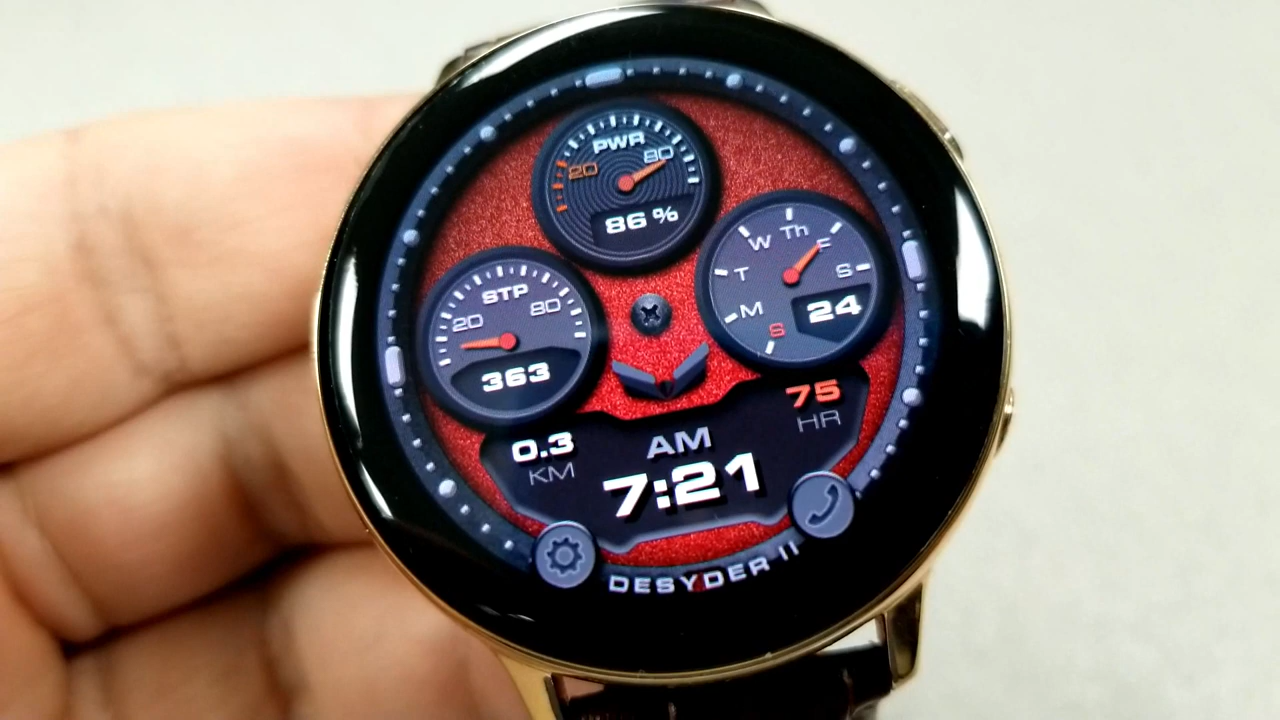 PWR
20 80
86 %
STP
20 80
363
S M T W Th F S
24
0.3
KM
AM
7:21
75
HR
DESYDER II